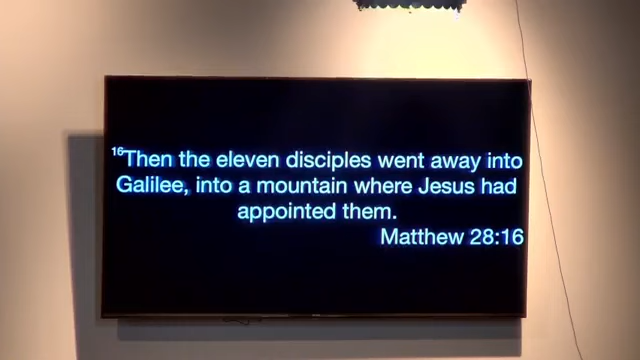 16Then the eleven disciples went away into
Galilee, into a mountain where Jesus had
appointed them.
Matthew 28:16